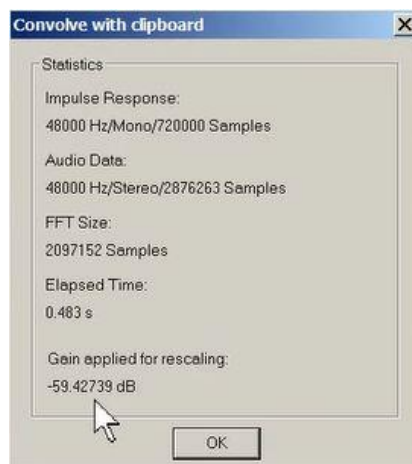 Convolve with clipboard
Statistics
Impulse Response:
48000 Hz/Mono/720000 Samples
Audio Data:
48000 Hz/Stereo/2876263 Samples
FFT Size:
2097152 Samples
Elapsed Time:
0.483 s
Gain applied for rescaling:
-59.42739 dB
OK